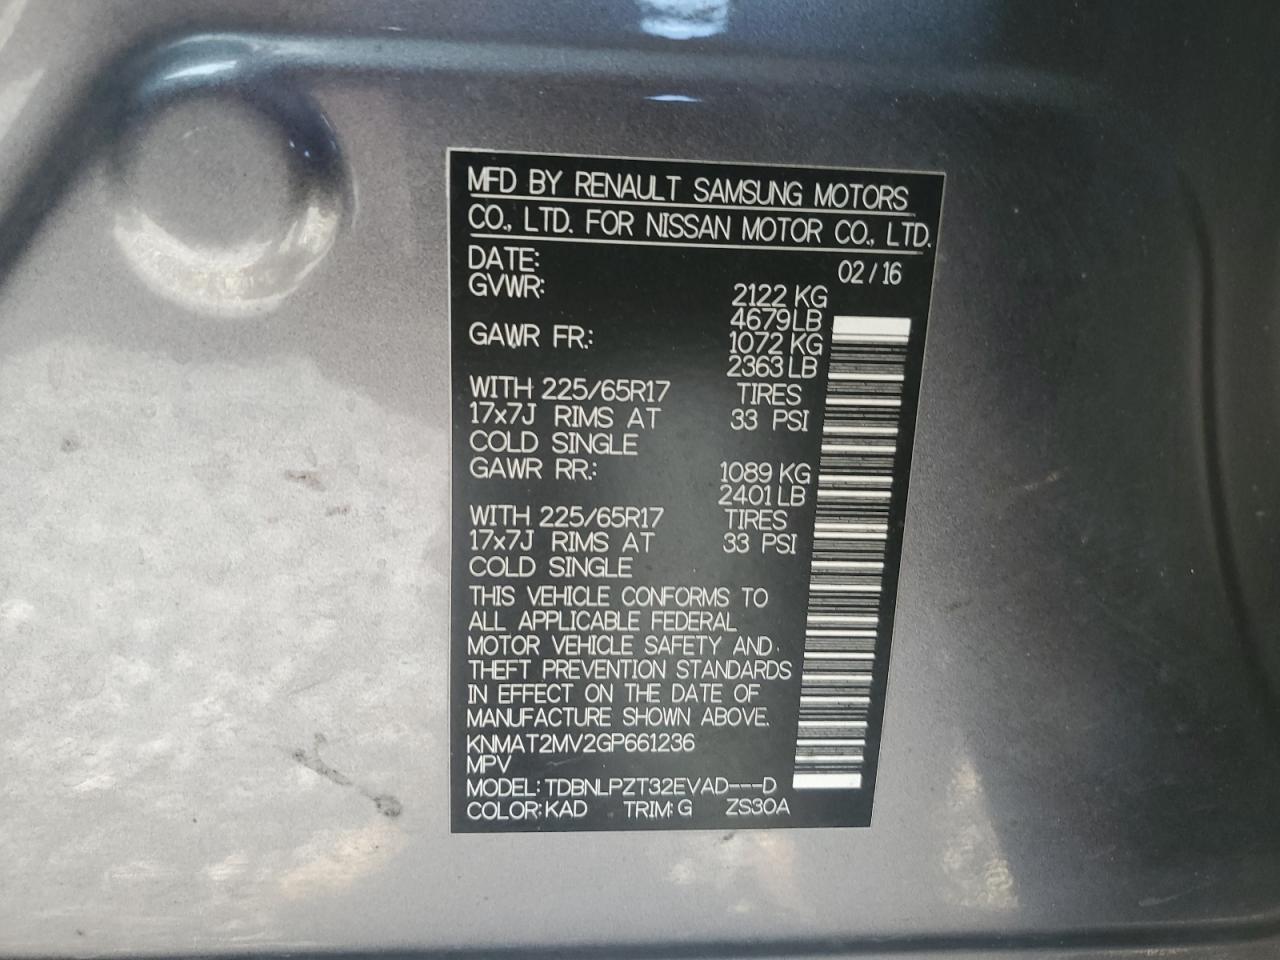 MFD BY RENAULT SAMSUNG MOTORS
CO., LTD. FOR NISSAN MOTOR CO., LTD.
DATE: 02/16
GVWR: 2122 KG
4679 LB
GAWR FR.: 1072 KG
2363 LB
WITH 225/65R17 TIRES
17x7J RIMS AT 33 PSI
COLD SINGLE
GAWR RR.: 1089 KG
2401 LB
WITH 225/65R17 TIRES
17x7J RIMS AT 33 PSI
COLD SINGLE
THIS VEHICLE CONFORMS TO
ALL APPLICABLE FEDERAL
MOTOR VEHICLE SAFETY AND
THEFT PREVENTION STANDARDS
IN EFFECT ON THE DATE OF
MANUFACTURE SHOWN ABOVE.
KNMAT2MV2GP661236
MPV
MODEL: TDBNLPZT32EVAD---D
COLOR: KAD TRIM: G ZS30A